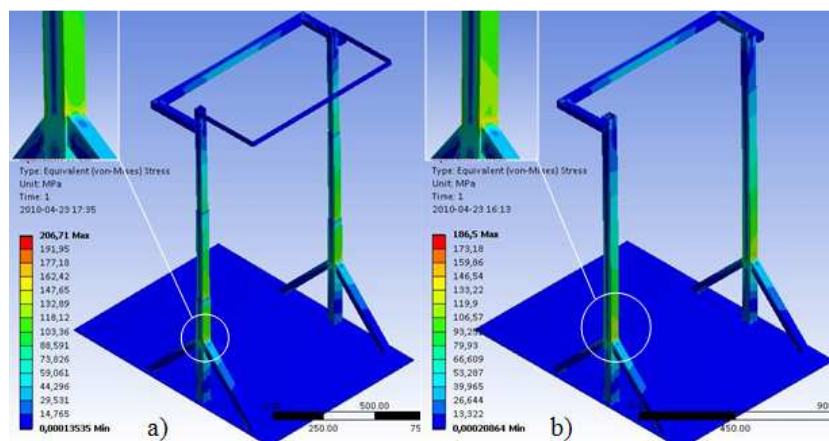 Type: Equivalent (von-Mises) Stress
Unit: MPa
Time: 1
2010-04-23 17:35
206,71 Max
191,95
177,18
162,42
147,65
132,89
118,12
103,36
88,591
73,826
59,061
44,296
29,531
14,765
0,00013535 Min
a)
500.00
250.00
75
Type: Equivalent (von-Mises) Stress
Unit: MPa
Time: 1
2010-04-23 16:13
186,5 Max
173,18
159,86
146,54
133,22
119,9
106,57
79,93
66,609
53,287
39,965
26,644
13,322
0,00020864 Min
b)
450.00